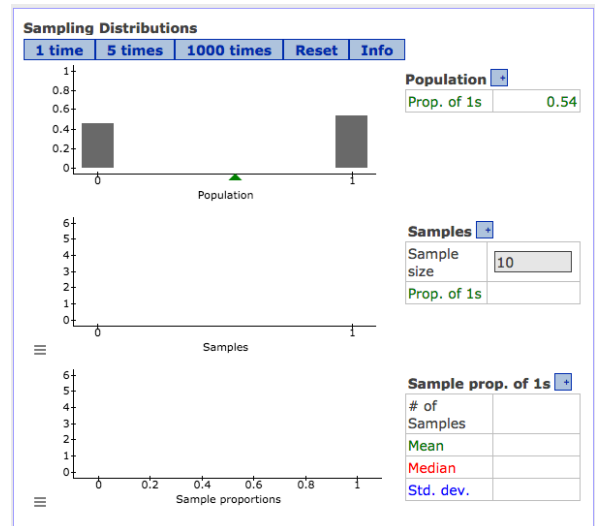 Sampling Distributions
1 time 5 times 1000 times Reset Info
1
0.8
0.6
0.4
0.2
0
0 1
Population
Population +
Prop. of 1s 0.54
6
5
4
3
2
1
0
0 1
Samples
Samples +
Sample
size 10
Prop. of 1s
6
5
4
3
2
1
0
0 0.2 0.4 0.6 0.8 1
Sample proportions
Sample prop. of 1s +
# of
Samples
Mean
Median
Std. dev.